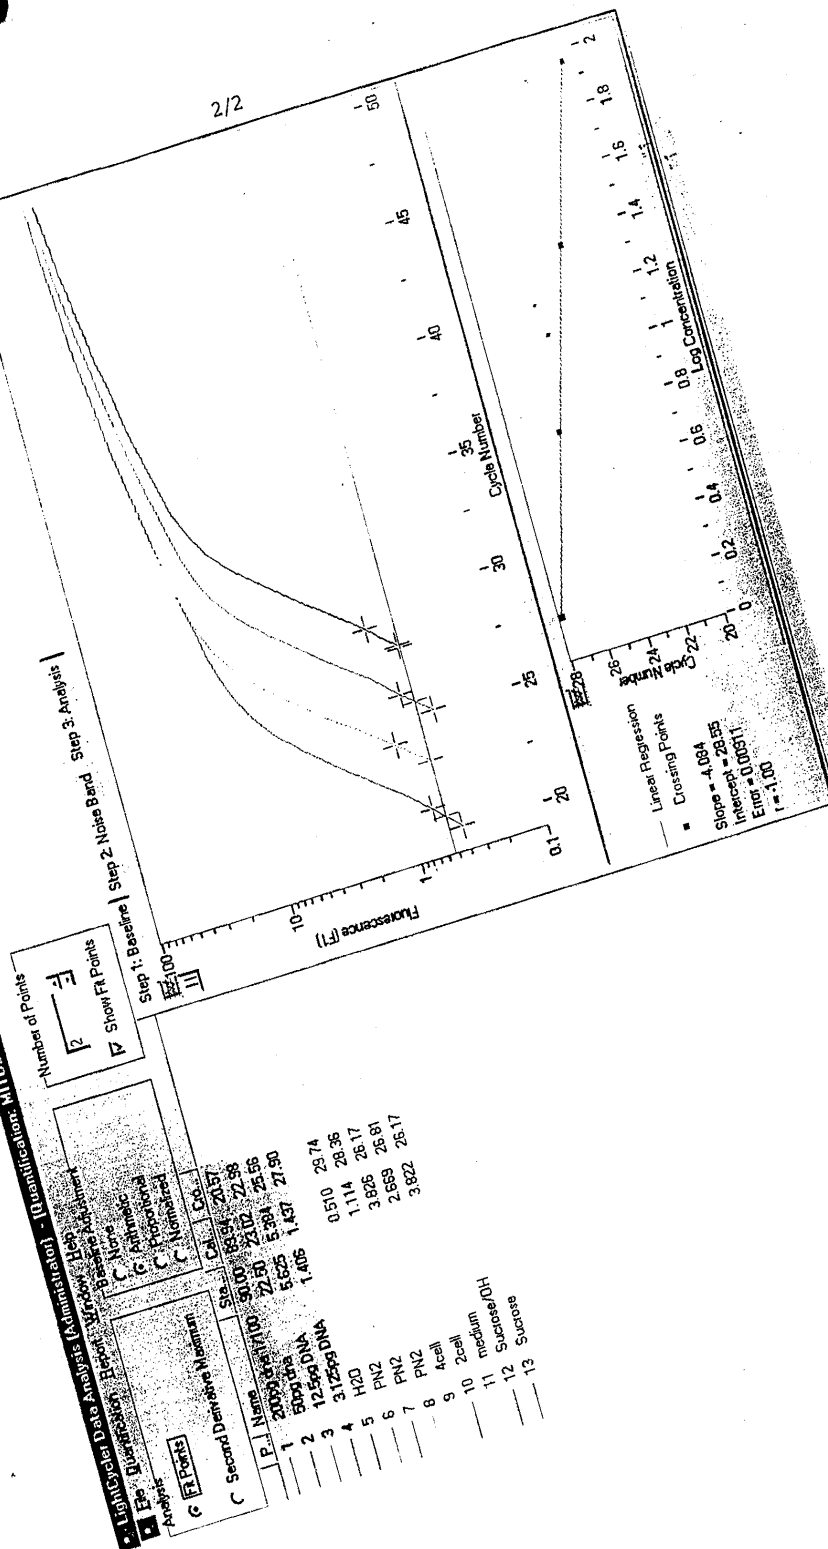 2/2
LightCycler Data Analysis [Administrator] - [Quantification:
File Quantification Report Window Help
Analysis
Fit Points
Second Derivative Maximum
Baseline Adjustment
None
Arithmetic
Proportional
Normalized
Number of Points
2
Show Fit Points
Step 1: Baseline Step 2: Noise Band Step 3: Analysis
P... Name Sta... Cal... Cro...
1 200pg dna 1/100 90.00 89.94 20.57
2 50pg dna 22.50 23.02 22.98
3 12.5pg DNA 5.625 5.384 25.56
4 3.125pg DNA 1.406 1.437 27.90
5 H2O
6 PN2 0.510 29.74
7 PN2 1.114 28.36
8 PN2 3.826 26.17
9 4cell 2.669 26.81
10 2cell 3.822 26.17
11 medium
12 Sucrose/OH
13 Sucrose
Fluorescence (F1)
100
10
1
0.1
20 25 30 35 40 45 50
Cycle Number
Linear Regression
Crossing Points
Slope = -4.084
Intercept = 28.55
Error = 0.00911
r = -1.00
Cycle Number
28
26
24
22
20
0 0.2 0.4 0.6 0.8 1 1.2 1.4 1.6 1.8 2
Log Concentration